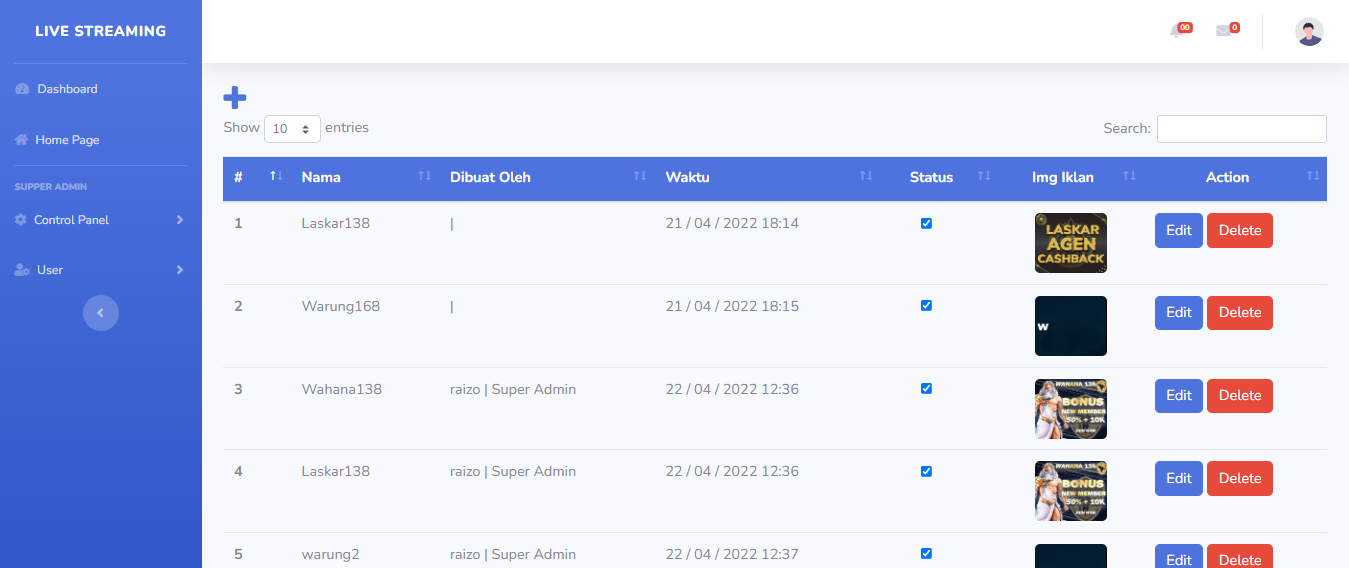 LIVE STREAMING
00
0
Dashboard
Home Page
SUPPER ADMIN
Control Panel
User
Show 10 entries
Search:
# Nama Dibuat Oleh Waktu Status Img Iklan Action
1 Laskar138 | 21 / 04 / 2022 18:14 Edit Delete
LASKAR
AGEN
CASHBACK
2 Warung168 | 21 / 04 / 2022 18:15 Edit Delete
W
3 Wahana138 raizo | Super Admin 22 / 04 / 2022 12:36 Edit Delete
WAHANA 138
BONUS
NEW MEMBER
50% + 10K
4 Laskar138 raizo | Super Admin 22 / 04 / 2022 12:36 Edit Delete
WAHANA 138
BONUS
NEW MEMBER
50% + 10K
5 warung2 raizo | Super Admin 22 / 04 / 2022 12:37 Edit Delete